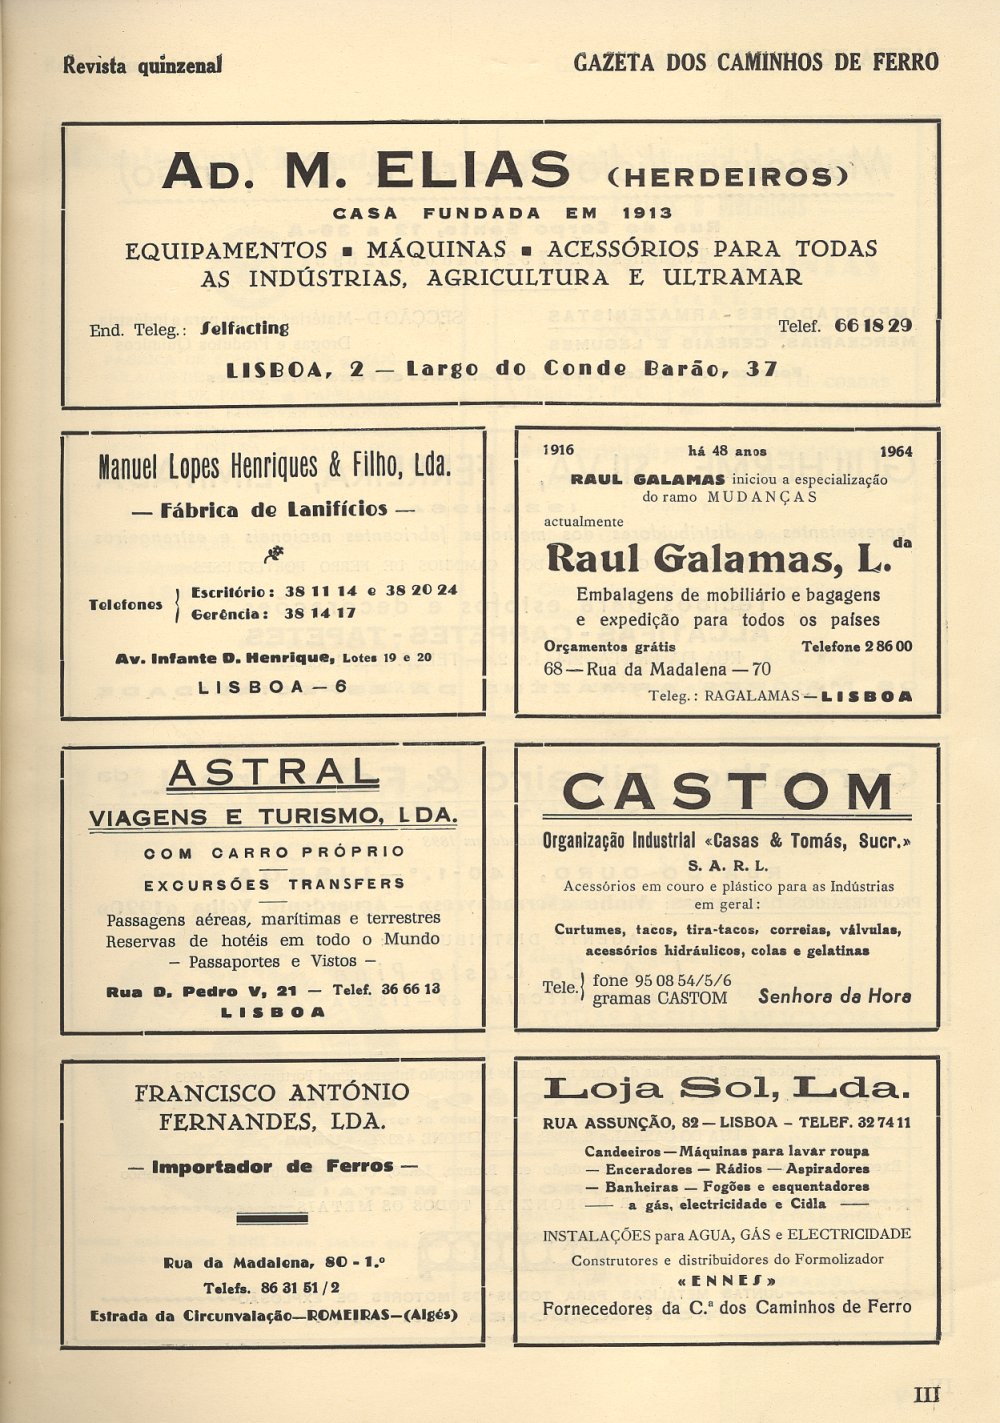 Revista quinzenal
GAZETA DOS CAMINHOS DE FERRO
AD. M. ELIAS (HERDEIROS)
CASA FUNDADA EM 1913
EQUIPAMENTOS ■ MÁQUINAS ■ ACESSÓRIOS PARA TODAS
AS INDÚSTRIAS, AGRICULTURA E ULTRAMAR
End. Teleg.: Selfacting
Telef. 66 18 29
LISBOA, 2 — Largo do Conde Barão, 37
Manuel Lopes Henriques & Filho, Lda.
— Fábrica de Lanifícios —
Telefones { Escritório: 38 11 14 e 38 20 24
Gerência: 38 14 17
Av. Infante D. Henrique, Lotes 19 e 20
LISBOA — 6
1916 há 48 anos 1964
RAUL GALAMAS iniciou a especialização
do ramo MUDANÇAS
actualmente
Raul Galamas, L.da
Embalagens de mobiliário e bagagens
e expedição para todos os países
Orçamentos grátis Telefone 2 86 00
68 — Rua da Madalena — 70
Teleg.: RAGALAMAS — LISBOA
ASTRAL
VIAGENS E TURISMO, LDA.
COM CARRO PRÓPRIO
EXCURSÕES TRANSFERS
Passagens aéreas, marítimas e terrestres
Reservas de hotéis em todo o Mundo
— Passaportes e Vistos —
Rua D. Pedro V, 21 — Telef. 36 66 13
LISBOA
CASTOM
Organização Industrial «Casas & Tomás, Sucr.»
S. A. R. L.
Acessórios em couro e plástico para as Indústrias
em geral:
Curtumes, tacos, tira-tacos, correias, válvulas,
acessórios hidráulicos, colas e gelatinas
Tele. } fone 95 08 54/5/6
gramas CASTOM
Senhora da Hora
FRANCISCO ANTÓNIO
FERNANDES, LDA.
— Importador de Ferros —
Rua da Madalena, 80 - 1.º
Telefs. 86 31 51/2
Estrada da Circunvalação—ROMEIRAS—(Algés)
Loja Sol, Lda.
RUA ASSUNÇÃO, 82 — LISBOA – TELEF. 32 74 11
Candeeiros — Máquinas para lavar roupa
— Enceradores — Rádios — Aspiradores
— Banheiras — Fogões e esquentadores
— a gás, electricidade e Cidla —
INSTALAÇÕES para AGUA, GÁS e ELECTRICIDADE
Construtores e distribuidores do Formolizador
«ENNES»
Fornecedores da C.ª dos Caminhos de Ferro
III